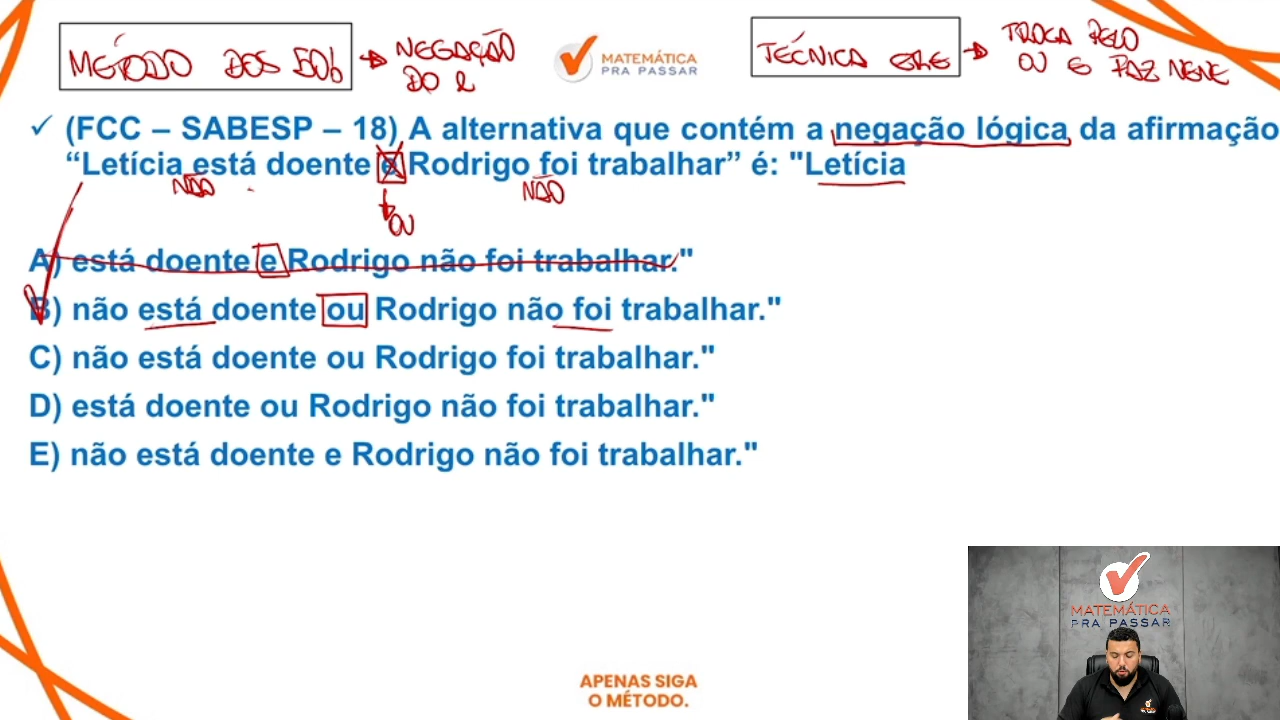 MÉTODO DOS 50% → NEGAÇÃO
DO E
MATEMÁTICA
PRA PASSAR
TÉCNICA → TROCA PELO
OU E FAZ NENE
✓ (FCC – SABESP – 18) A alternativa que contém a negação lógica da afirmação
“Letícia está doente e Rodrigo foi trabalhar” é: "Letícia
NÃO NÃO
OU
A) está doente e Rodrigo não foi trabalhar."
B) não está doente ou Rodrigo não foi trabalhar."
C) não está doente ou Rodrigo foi trabalhar."
D) está doente ou Rodrigo não foi trabalhar."
E) não está doente e Rodrigo não foi trabalhar."
MATEMÁTICA
PRA PASSAR
APENAS SIGA
O MÉTODO.